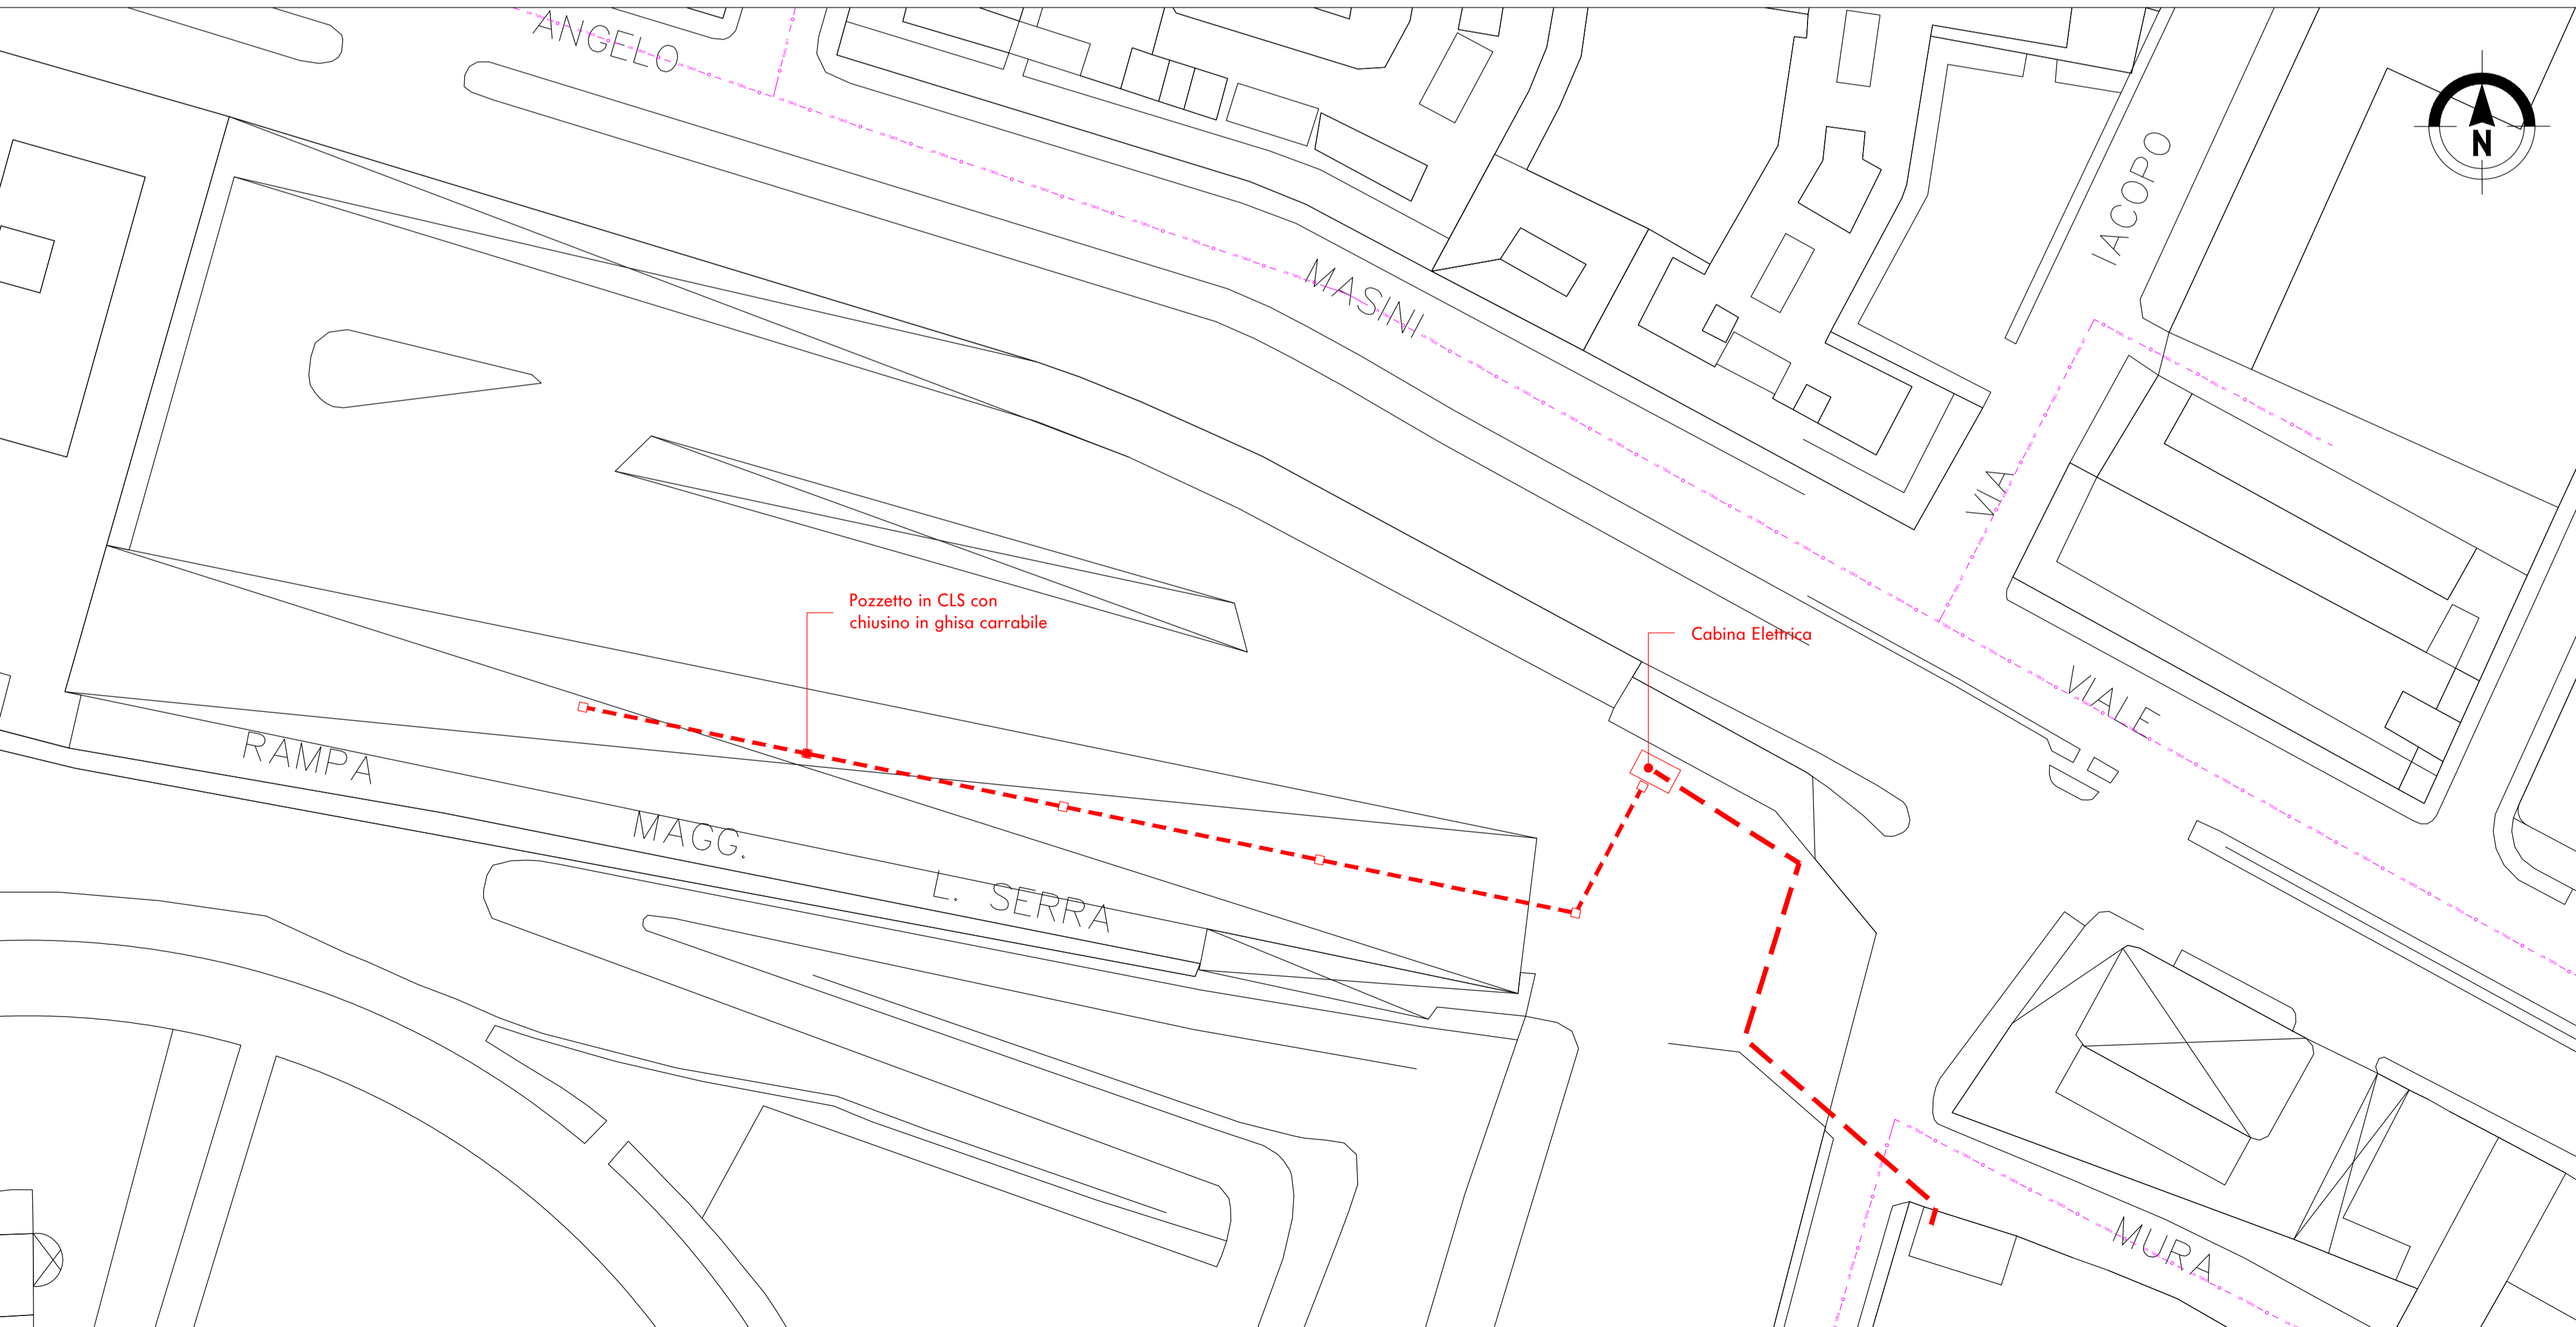 ANGELO
N
IACOPO
MASINI
VIA
Pozzetto in CLS con
chiusino in ghisa carrabile
Cabina Elettrica
VIALE
RAMPA
MAGG.
L. SERRA
MURA